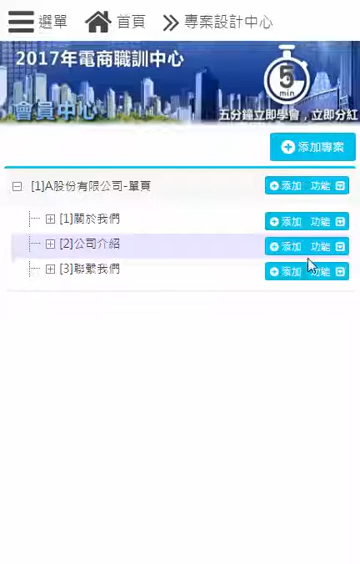 選單 首頁 專案設計中心
2017年電商職訓中心
5
min
會員中心 五分鐘立即學會，立即分紅
添加專案
[1]A股份有限公司-單頁 添加 功能
[1]關於我們 添加 功能
[2]公司介紹 添加 功能
[3]聯繫我們 添加 功能